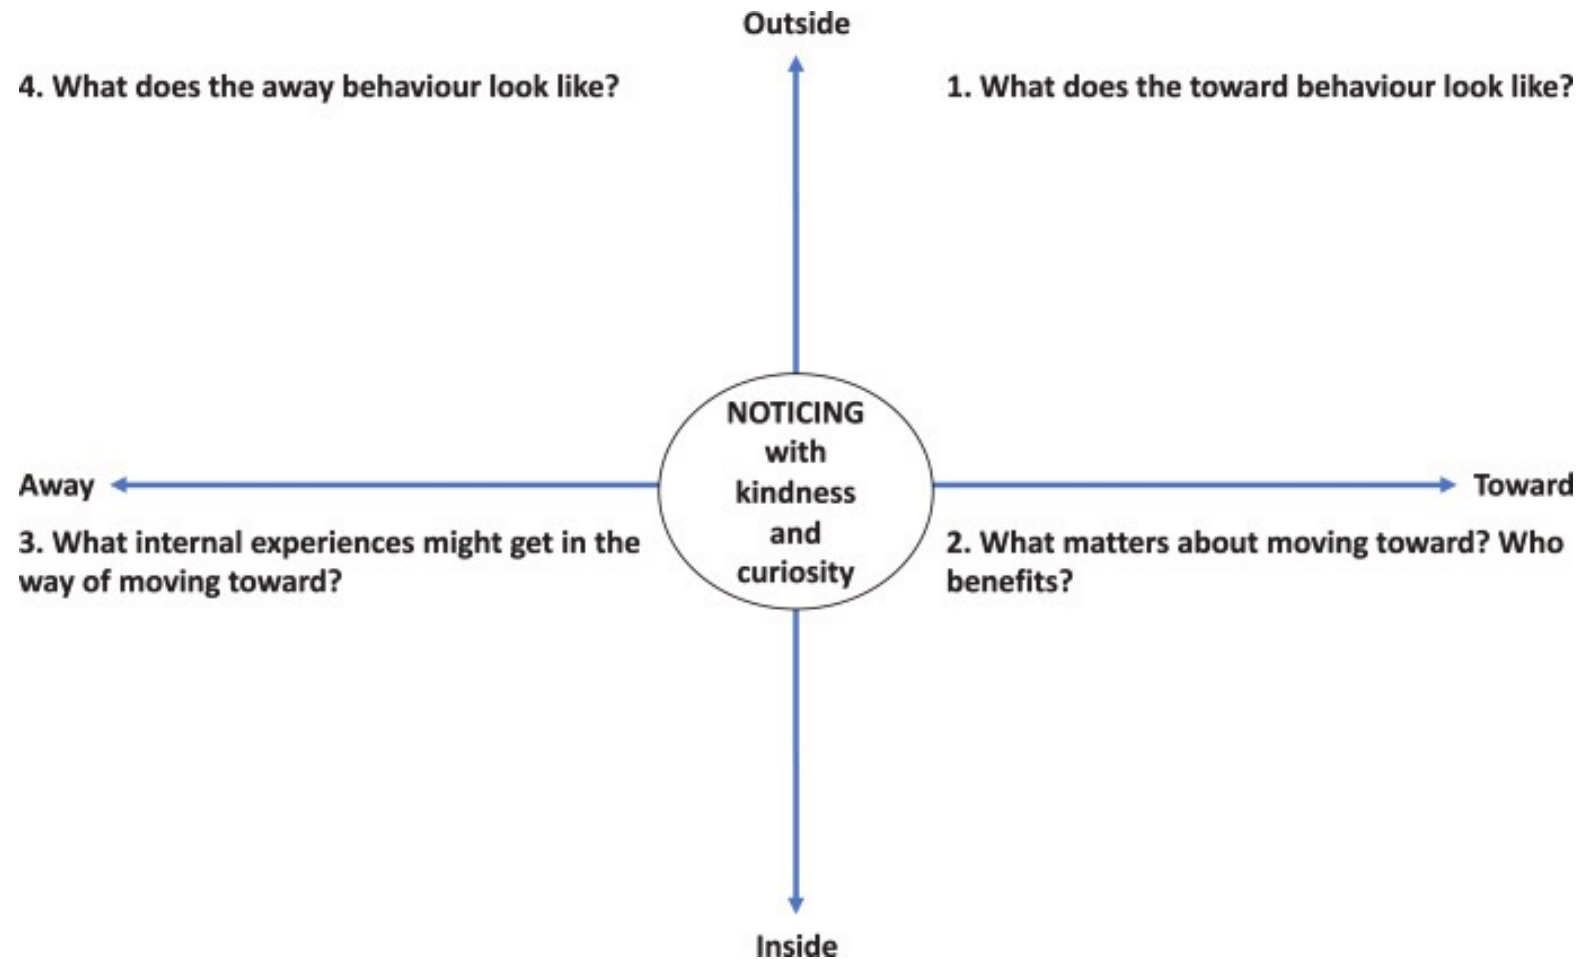 Outside
4. What does the away behaviour look like?
1. What does the toward behaviour look like?
NOTICING
with
kindness
and
curiosity
Away
Toward
3. What internal experiences might get in the
way of moving toward?
2. What matters about moving toward? Who
benefits?
Inside